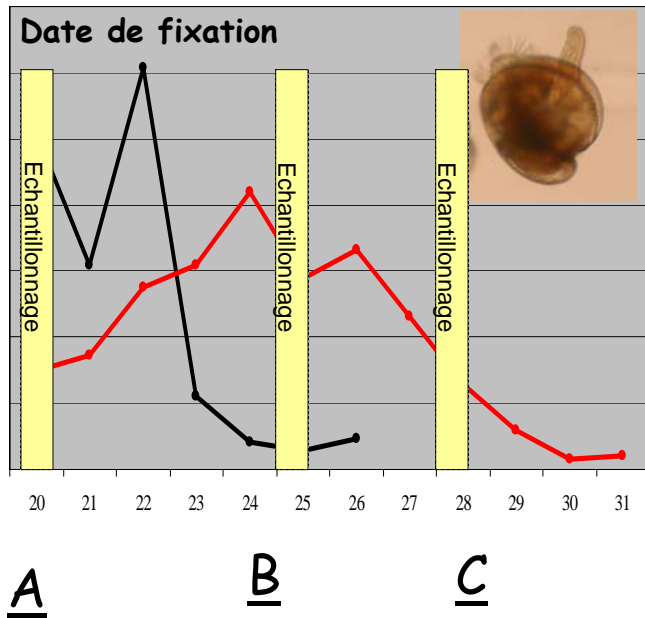 Date de fixation
Echantillonnage
Echantillonnage
Echantillonnage
20 21 22 23 24 25 26 27 28 29 30 31
A B C